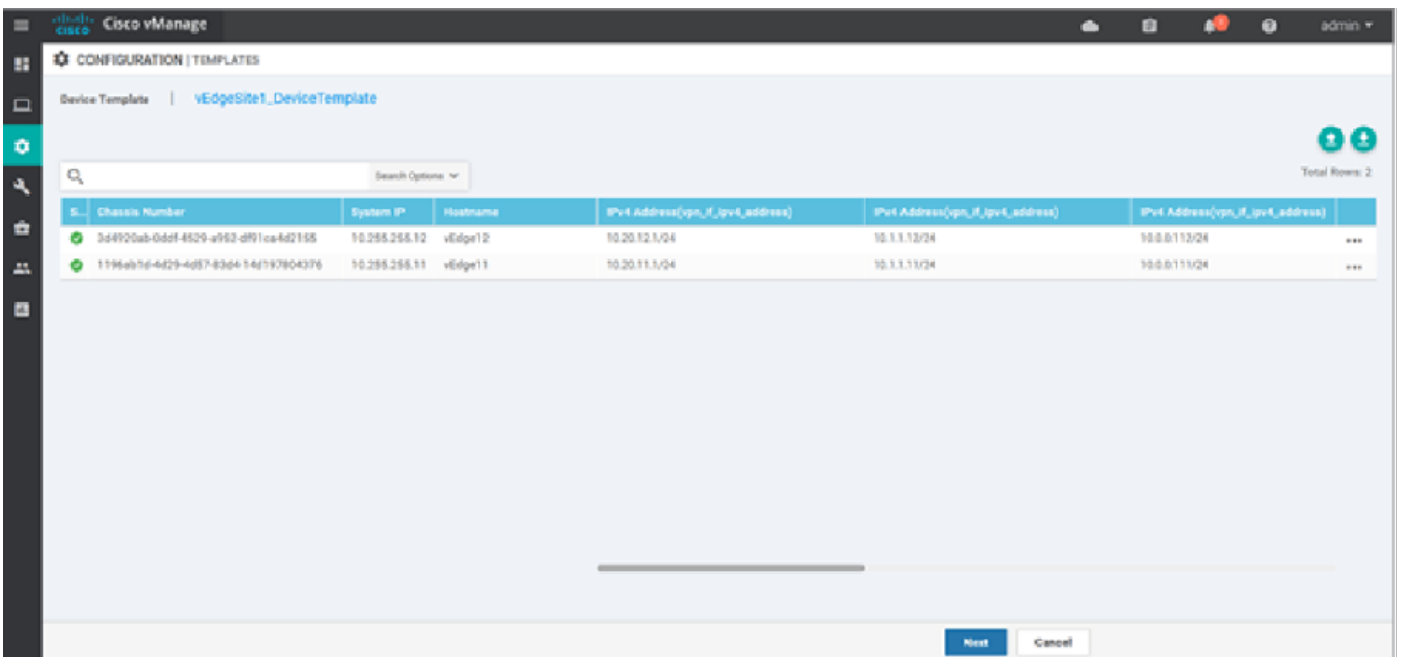 cisco Cisco vManage admin
CONFIGURATION | TEMPLATES
Device Template | vEdgeSite1_DeviceTemplate
Search Options
Total Rows: 2
S... Chassis Number System IP Hostname IPv4 Address(vpn_if_ipv4_address) IPv4 Address(vpn_if_ipv4_address) IPv4 Address(vpn_if_ipv4_address)
10.255.255.12 vEdge12 10.20.12.1/24 10.1.1.12/24 10.0.0.112/24 ...
10.255.255.11 vEdge11 10.20.11.1/24 10.1.1.11/24 10.0.0.111/24 ...
Next Cancel